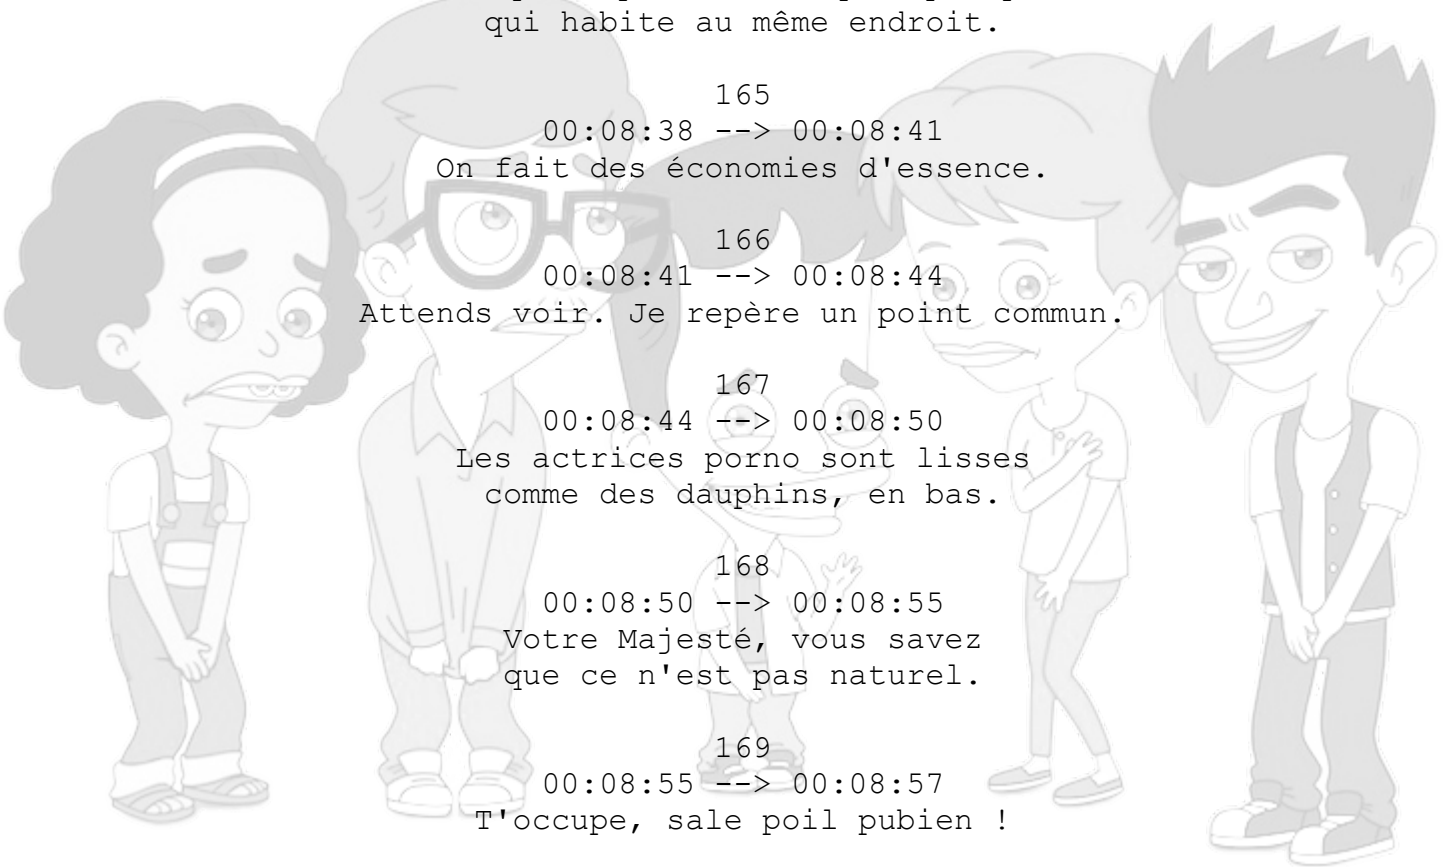 qui habite au même endroit.
165
00:08:38 --> 00:08:41
On fait des économies d'essence.
166
00:08:41 --> 00:08:44
Attends voir. Je repère un point commun.
167
00:08:44 --> 00:08:50
Les actrices porno sont lisses
comme des dauphins, en bas.
168
00:08:50 --> 00:08:55
Votre Majesté, vous savez
que ce n'est pas naturel.
169
00:08:55 --> 00:08:57
T'occupe, sale poil pubien !